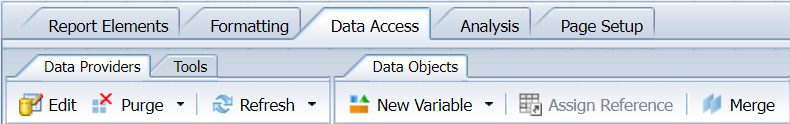 Report Elements Formatting Data Access Analysis Page Setup
Data Providers Tools Data Objects
Edit Purge Refresh New Variable Assign Reference Merge